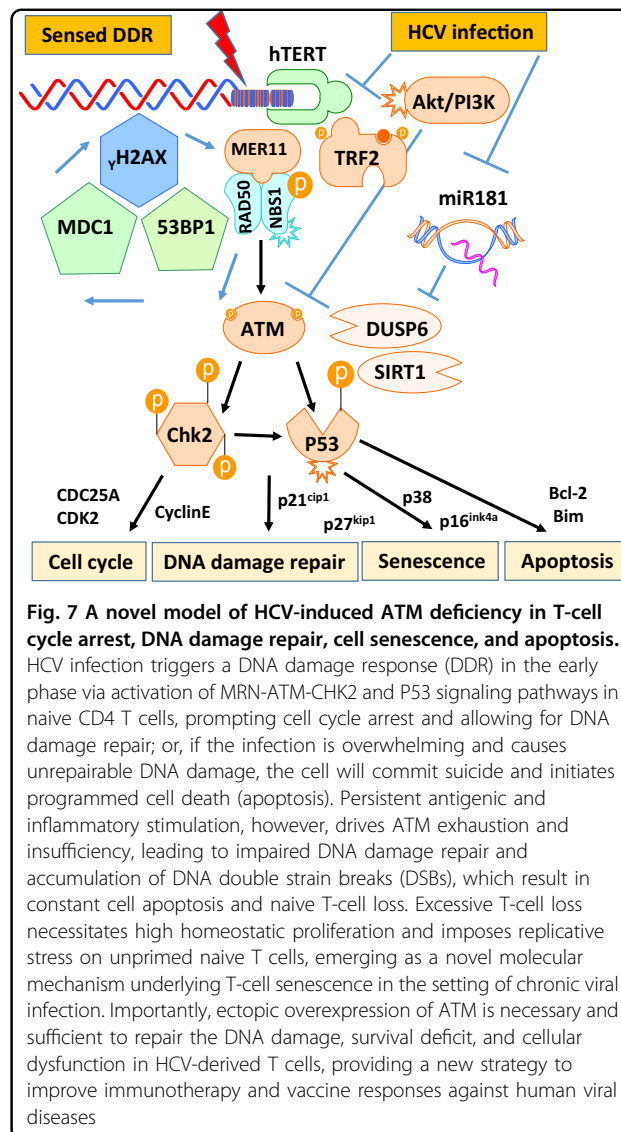 Sensed DDR
HCV infection
hTERT
Akt/PI3K
γH2AX
MER11
p
p
TRF2
MDC1
53BP1
RAD50
NBS1
p
miR181
p
p
ATM
DUSP6
SIRT1
p
p
p
p
Chk2
P53
CDC25A
CDK2
CyclinE
p21cip1
p27kip1
p38
p16ink4a
Bcl-2
Bim
Cell cycle
DNA damage repair
Senescence
Apoptosis
Fig. 7 A novel model of HCV-induced ATM deficiency in T-cell
cycle arrest, DNA damage repair, cell senescence, and apoptosis.
HCV infection triggers a DNA damage response (DDR) in the early
phase via activation of MRN-ATM-CHK2 and P53 signaling pathways in
naive CD4 T cells, prompting cell cycle arrest and allowing for DNA
damage repair; or, if the infection is overwhelming and causes
unrepairable DNA damage, the cell will commit suicide and initiates
programmed cell death (apoptosis). Persistent antigenic and
inflammatory stimulation, however, drives ATM exhaustion and
insufficiency, leading to impaired DNA damage repair and
accumulation of DNA double strand breaks (DSBs), which result in
constant cell apoptosis and naive T-cell loss. Excessive T-cell loss
necessitates high homeostatic proliferation and imposes replicative
stress on unprimed naive T cells, emerging as a novel molecular
mechanism underlying T-cell senescence in the setting of chronic viral
infection. Importantly, ectopic overexpression of ATM is necessary and
sufficient to repair the DNA damage, survival deficit, and cellular
dysfunction in HCV-derived T cells, providing a new strategy to
improve immunotherapy and vaccine responses against human viral
diseases